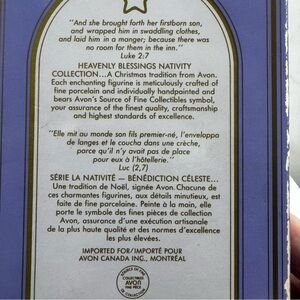 "And she brought forth her firstborn son,
and wrapped him in swaddling clothes,
and laid him in a manger; because there was
no room for them in the inn."
Luke 2:7
HEAVENLY BLESSINGS NATIVITY
COLLECTION...A Christmas tradition from Avon.
Each enchanting figurine is meticulously crafted of
fine porcelain and individually handpainted and
bears Avon's Source of Fine Collectibles symbol,
your assurance of the finest quality, craftsmanship
and highest standards of excellence.
"Elle mit au monde son fils premier-né, l'enveloppa
de langes et le coucha dans une crèche,
parce qu'il n'y avait pas de place
pour eux à l'hôtellerie."
Luc (2,7)
SÉRIE LA NATIVITÉ — BÉNÉDICTION CÉLESTE...
Une tradition de Noël, signée Avon. Chacune de
ces charmantes figurines, aux détails minutieux, est
faite de fine porcelaine. Peinte à la main, elle
porte le symbole des fines pièces de collection
Avon, assurance d'une exécution artisanale
de la plus haute qualité et des normes d'excellence
les plus élevées.
IMPORTED FOR/IMPORTÉ POUR
AVON CANADA INC., MONTRÉAL
SOURCE OF FINE
COLLECTIBLES
AVON
FINE PIÈCE
DE COLLECTION